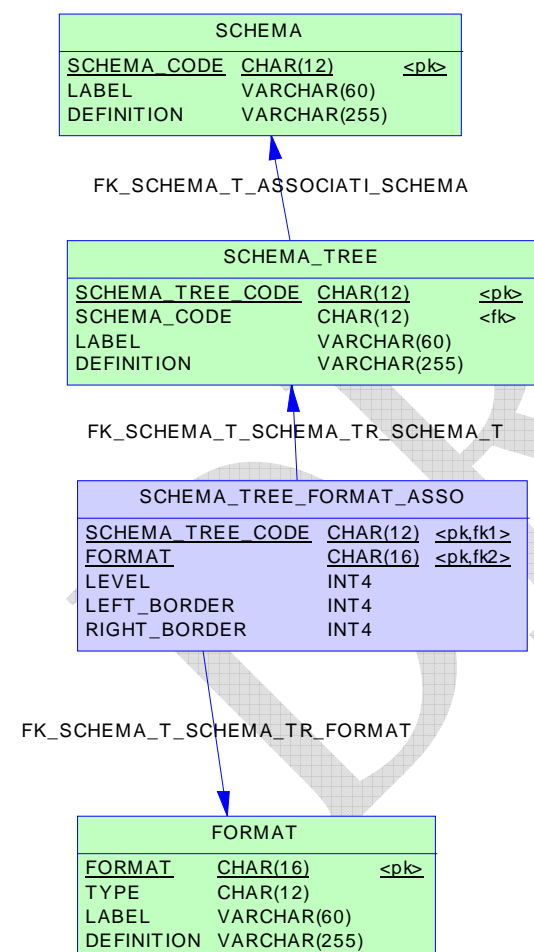 SCHEMA
SCHEMA_CODE CHAR(12) <pk>
LABEL VARCHAR(60)
DEFINITION VARCHAR(255)
FK_SCHEMA_T_ASSOCIATI_SCHEMA
SCHEMA_TREE
SCHEMA_TREE_CODE CHAR(12) <pk>
SCHEMA_CODE CHAR(12) <fk>
LABEL VARCHAR(60)
DEFINITION VARCHAR(255)
FK_SCHEMA_T_SCHEMA_TR_SCHEMA_T
SCHEMA_TREE_FORMAT_ASSO
SCHEMA_TREE_CODE CHAR(12) <pk,fk1>
FORMAT CHAR(16) <pk,fk2>
LEVEL INT4
LEFT_BORDER INT4
RIGHT_BORDER INT4
FK_SCHEMA_T_SCHEMA_TR_FORMAT
FORMAT
FORMAT CHAR(16) <pk>
TYPE CHAR(12)
LABEL VARCHAR(60)
DEFINITION VARCHAR(255)